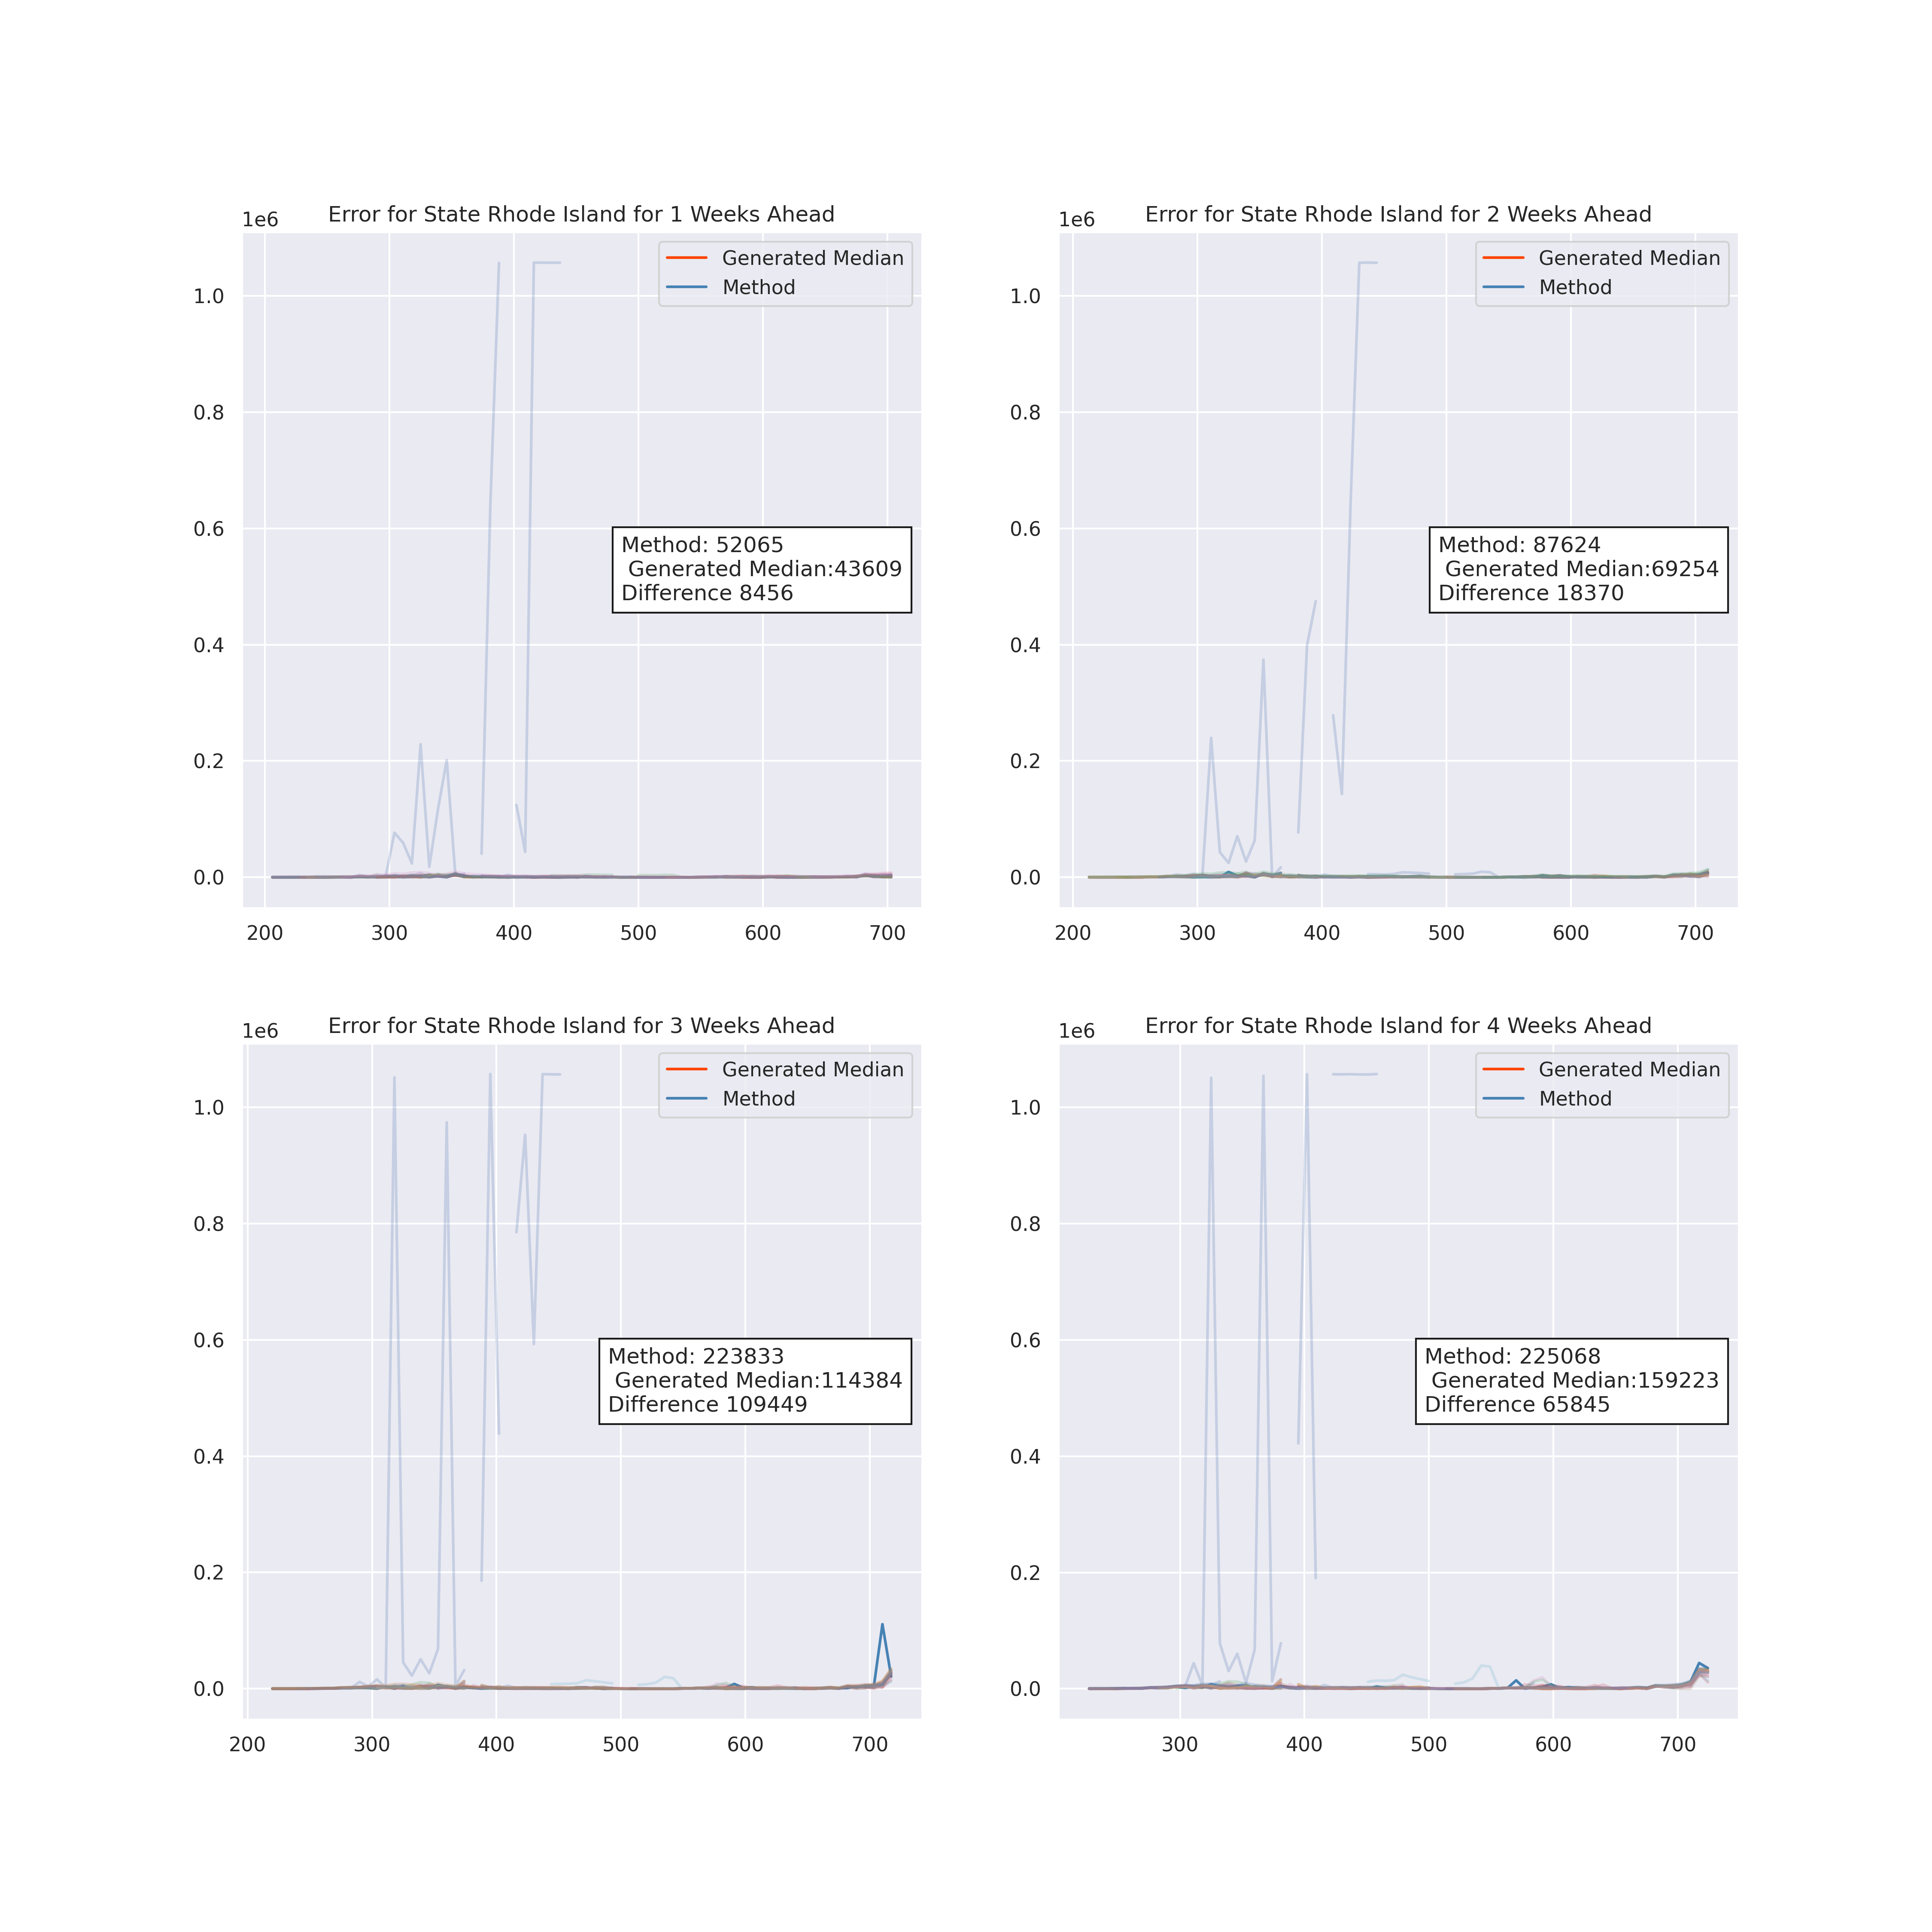 Error for State Rhode Island for 1 Weeks Ahead
1e6
Generated Median
Method
1.0
0.8
0.6
0.4
0.2
0.0
Method: 52065
Generated Median:43609
Difference 8456
200 300 400 500 600 700
Error for State Rhode Island for 2 Weeks Ahead
1e6
Generated Median
Method
1.0
0.8
0.6
0.4
0.2
0.0
Method: 87624
Generated Median:69254
Difference 18370
200 300 400 500 600 700
Error for State Rhode Island for 3 Weeks Ahead
1e6
Generated Median
Method
1.0
0.8
0.6
0.4
0.2
0.0
Method: 223833
Generated Median:114384
Difference 109449
200 300 400 500 600 700
Error for State Rhode Island for 4 Weeks Ahead
1e6
Generated Median
Method
1.0
0.8
0.6
0.4
0.2
0.0
Method: 225068
Generated Median:159223
Difference 65845
300 400 500 600 700